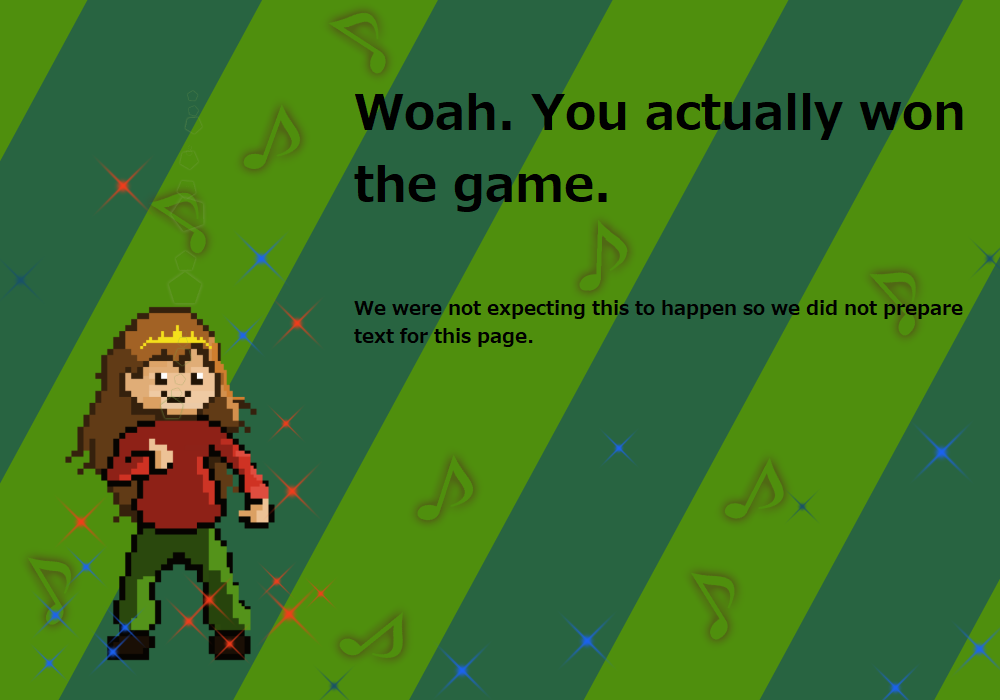 Woah. You actually won
the game.
We were not expecting this to happen so we did not prepare
text for this page.